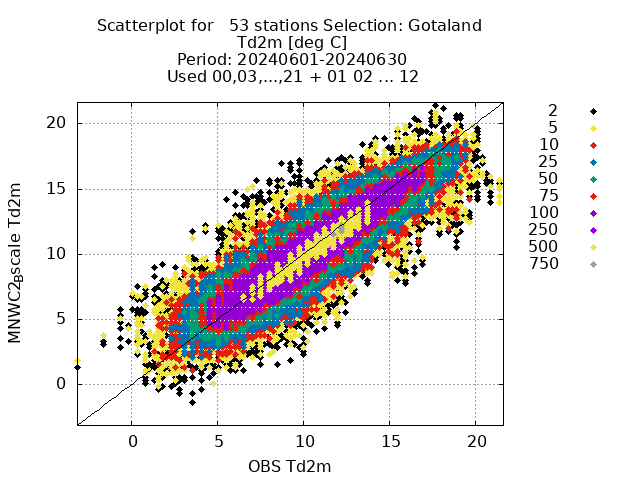 Scatterplot for 53 stations Selection: Gotaland
Td2m [deg C]
Period: 20240601-20240630
Used 00,03,...,21 + 01 02 ... 12
2
5
10
25
50
75
100
250
500
750
20
15
10
5
0
MNWC2gscale Td2m
0 5 10 15 20
OBS Td2m